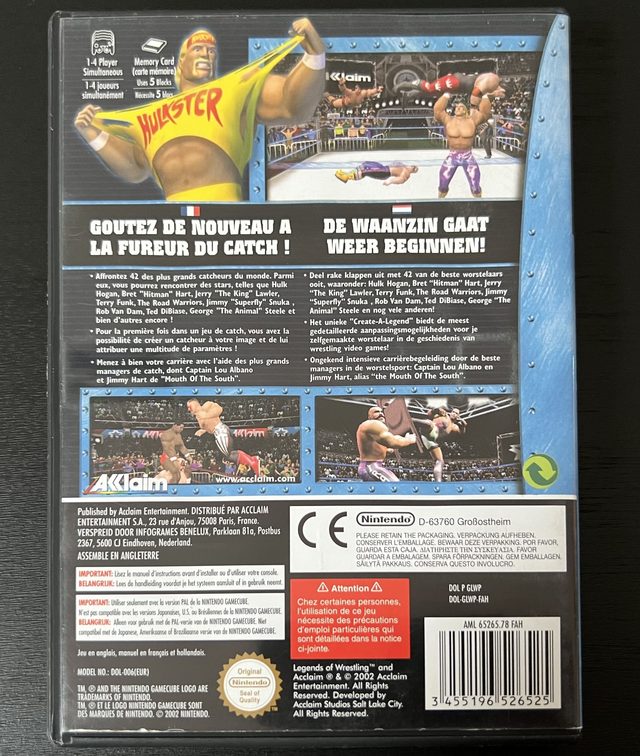 1-4 Player
Simultaneous
1-4 joueurs
simultanément
Memory Card
(carte mémoire)
Uses 5 Blocks
Nécessite 5
HULKSTER
Acclaim
GOUTEZ DE NOUVEAU A
LA FUREUR DU CATCH !
DE WAANZIN GAAT
WEER BEGINNEN!
• Affrontez 42 des plus grands catcheurs du monde. Parmi
eux, vous pourrez rencontrer des stars, telles que Hulk
Hogan, Bret "Hitman" Hart, Jerry "The King" Lawler,
Terry Funk, The Road Warriors, Jimmy "Superfly" Snuka ,
Rob Van Dam, Ted DiBiase, George "The Animal" Steele et
bien d'autres encore !
• Pour la première fois dans un jeu de catch, vous avez la
possibilité de créer un catcheur à votre image et de lui
attribuer une multitude de paramètres !
• Menez à bien votre carrière avec l'aide des plus grands
managers de catch, dont Captain Lou Albano
et Jimmy Hart de "Mouth Of The South".
• Deel rake klappen uit met 42 van de beste worstelaars
ooit, waaronder: Hulk Hogan, Bret "Hitman" Hart, Jerry
"The King" Lawler, Terry Funk, The Road Warriors, Jimmy
"Superfly" Snuka , Rob Van Dam, Ted DiBiase, George "The
Animal" Steele en nog vele anderen!
• Het unieke "Create-A-Legend" biedt de meest
gedetailleerde aanpassingsmogelijkheden voor je
zelfgemaakte worstelaar in de geschiedenis van
wrestling video games!
• Ongekend intensieve carrièrebegeleiding door de beste
managers in de worstelsport: Captain Lou Albano en
Jimmy Hart, alias "the Mouth Of The South".
Acclaim
www.acclaim.com
Published by Acclaim Entertainment. DISTRIBUÉ PAR ACCLAIM
ENTERTAINMENT S.A., 23 rue d'Anjou, 75008 Paris, France.
VERSPREID DOOR INFOGRAMES BENELUX, Parklaan 81a, Postbus
2367, 5600 CJ Eindhoven, Nederland.
ASSEMBLE EN ANGLETERRE
IMPORTANT: Lisez le manuel d'instructions avant d'installer ou d'utiliser votre console.
BELANGRIJK: Lees de handleiding voordat je het systeem aansluit of in gebruik neemt.
IMPORTANT: Utiliser seulement avec la version PAL de la NINTENDO GAMECUBE.
N'est pas compatible avec les versions Japonaises, U.S. ou Brésiliennes de la NINTENDO GAMECUBE.
BELANGRIJK: Alleen voor gebruik met de PAL-versie van de NINTENDO GAMECUBE. Niet
compatibel met de Japanese, Amerikaanse of Braziliaanse versie van de NINTENDO GAMECUBE.
Jeu en anglais, manuel en français et hollandais.
MODEL NO.: DOL-006(EUR)
TM, ® AND THE NINTENDO GAMECUBE LOGO ARE
TRADEMARKS OF NINTENDO.
TM, ® ET LE LOGO NINTENDO GAMECUBE SONT
DES MARQUES DE NINTENDO. © 2002 NINTENDO.
Original
Nintendo
Seal of
Quality
CE
Nintendo D-63760 Großostheim
PLEASE RETAIN THE PACKAGING. VERPACKUNG AUFHEBEN.
CONSERVER L'EMBALLAGE. BEWAAR DEZE VERPAKKING. POR FAVOR,
GUARDA ESTA CAJA. ΔΙΑΤΗΡΗΣΤΕ ΤΗΝ ΣΥΣΚΕΥΑΣΙΑ. FAVOR
GUARDAR A EMBALAGEM. SPARA FÖRPACKNINGEN. GEM EMBALLAGEN.
SÄILYTÄ PAKKAUS. CONSERVA QUESTO INVOLUCRO.
Attention
Chez certaines personnes,
l'utilisation de ce jeu
nécessite des précautions
d'emploi particulières qui
sont détaillées dans la notice
ci-jointe.
DOL P GLWP
DOL-GLWP-FAH
AML 65265.78 FAH
3 455196 526525
Legends of Wrestling™ and
Acclaim ® & © 2002 Acclaim
Entertainment. All Rights
Reserved. Developed by
Acclaim Studios Salt Lake City.
All Rights Reserved.